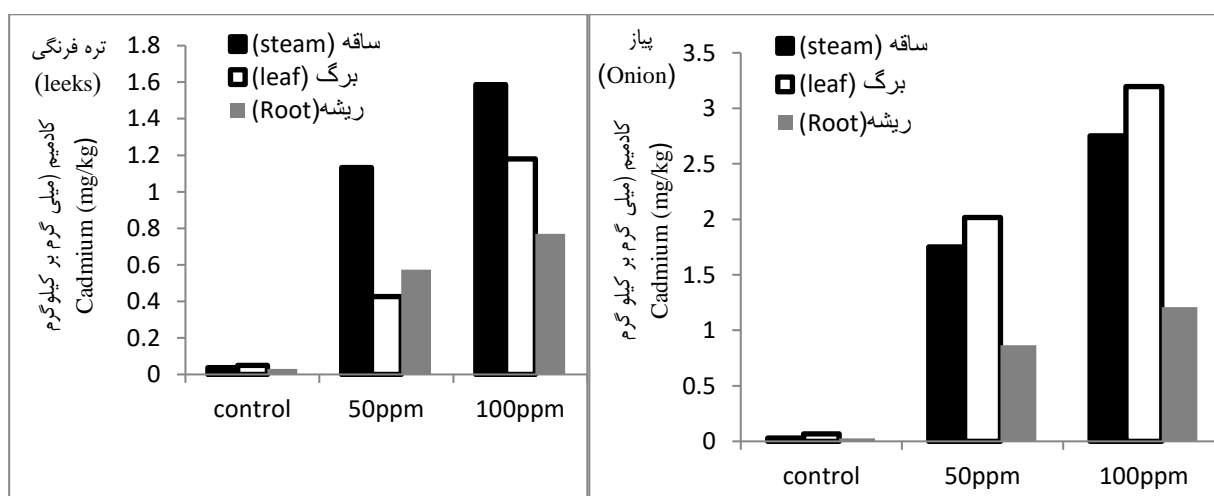 تره فرنگی
(leeks)
کادمیم (میلی گرم بر کیلوگرم
Cadmium (mg/kg)
1.8
1.6
1.4
1.2
1
0.8
0.6
0.4
0.2
0
(steam) ساقه
(leaf) برگ
(Root)ریشه
control 50ppm 100ppm
پیاز
(Onion)
کادمیم (میلی گرم بر کیلو گرم
Cadmium (mg/kg)
3.5
3
2.5
2
1.5
1
0.5
0
(steam) ساقه
(leaf) برگ
(Root)ریشه
control 50ppm 100ppm